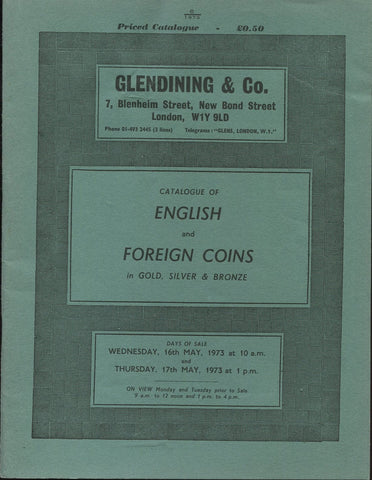 6
1973
Priced Catalogue - £0.50
GLENDINING & Co.
7, Blenheim Street, New Bond Street
London, W1Y 9LD
Phone 01-493 2445 (3 lines) Telegrams: "GLENS, LONDON, W.1."
CATALOGUE OF
ENGLISH
and
FOREIGN COINS
in GOLD, SILVER & BRONZE
DAYS OF SALE
WEDNESDAY, 16th MAY, 1973 at 10 a.m.
and
THURSDAY, 17th MAY, 1973 at 1 p.m.
ON VIEW Monday and Tuesday prior to Sale
9 a.m. to 12 noon and 1 p.m. to 4 p.m.